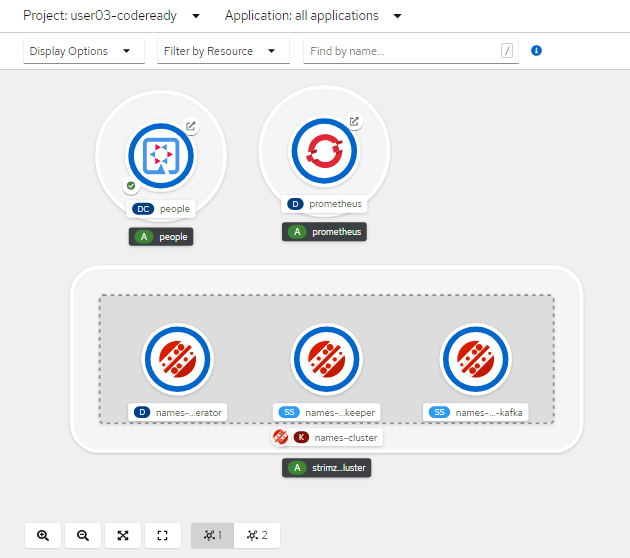 Project: user03-codeready Application: all applications
Display Options Filter by Resource Find by name... /
DC people
D prometheus
A people
A prometheus
D names-...erator
SS names-...keeper
SS names-...-kafka
K names-cluster
A strimz...luster
1 2